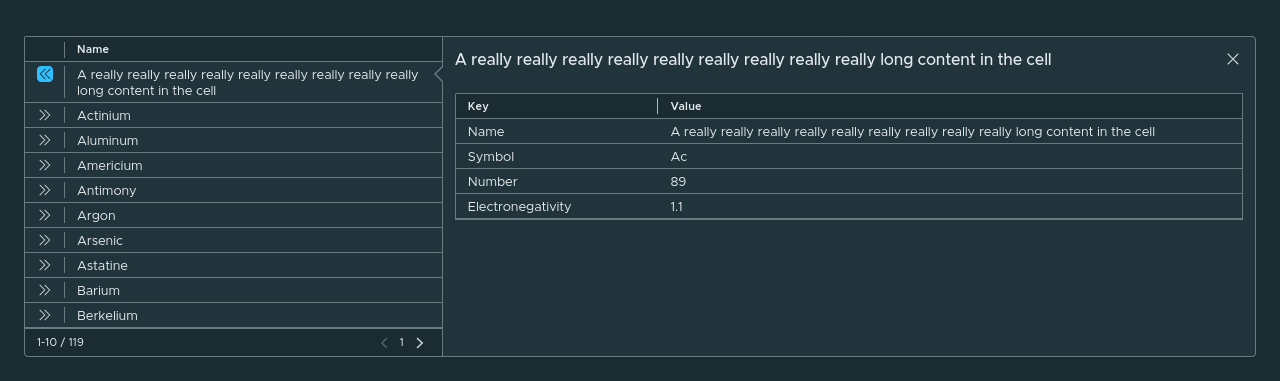 Name
A really really really really really really really really really
long content in the cell
Actinium
Aluminum
Americium
Antimony
Argon
Arsenic
Astatine
Barium
Berkelium
1-10 / 119
1
A really really really really really really really really really long content in the cell
Key Value
Name A really really really really really really really really really long content in the cell
Symbol Ac
Number 89
Electronegativity 1.1